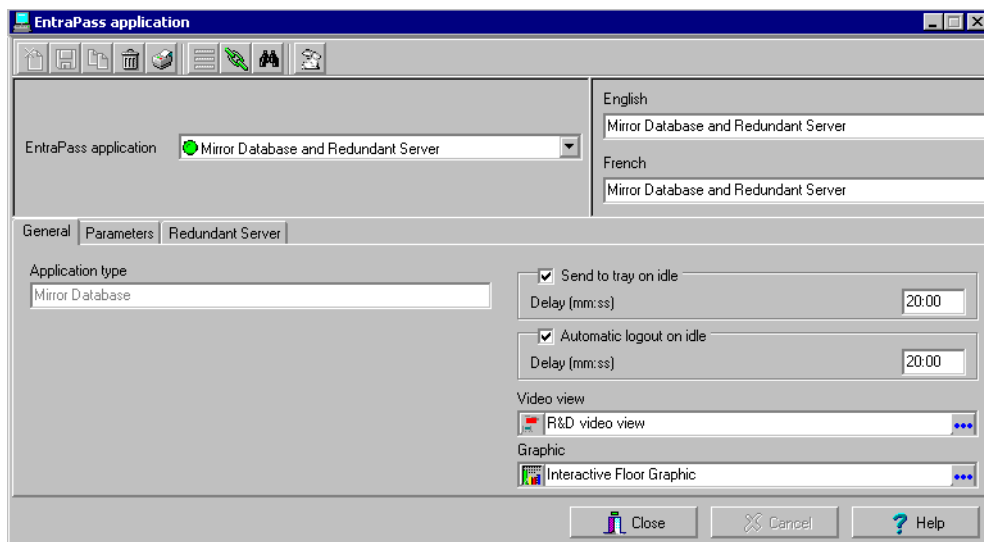 EntraPass application
English
Mirror Database and Redundant Server
EntraPass application
Mirror Database and Redundant Server
French
Mirror Database and Redundant Server
General
Parameters
Redundant Server
Application type
Mirror Database
Send to tray on idle
Delay (mm:ss)
20:00
Automatic logout on idle
Delay (mm:ss)
20:00
Video view
R&D video view
Graphic
Interactive Floor Graphic
Close
Cancel
Help